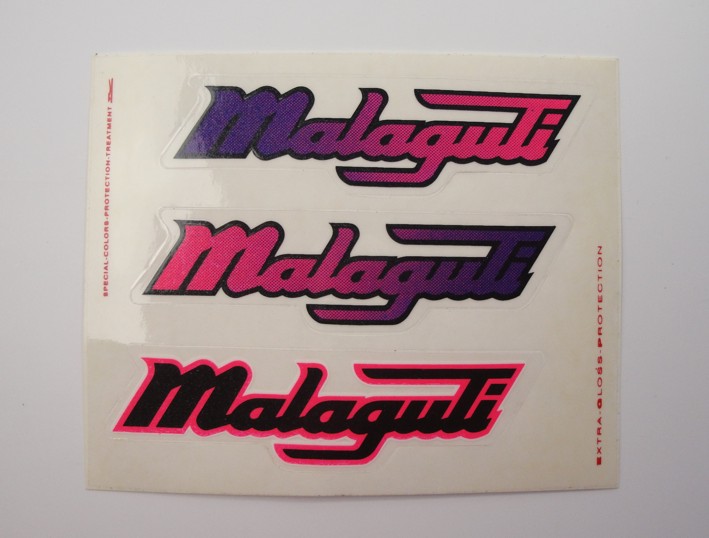 SPECIAL-COLORS-PROTECTION-TREATMENT
Malaguti
Malaguti
Malaguti
EXTRA-GLOSS-PROTECTION